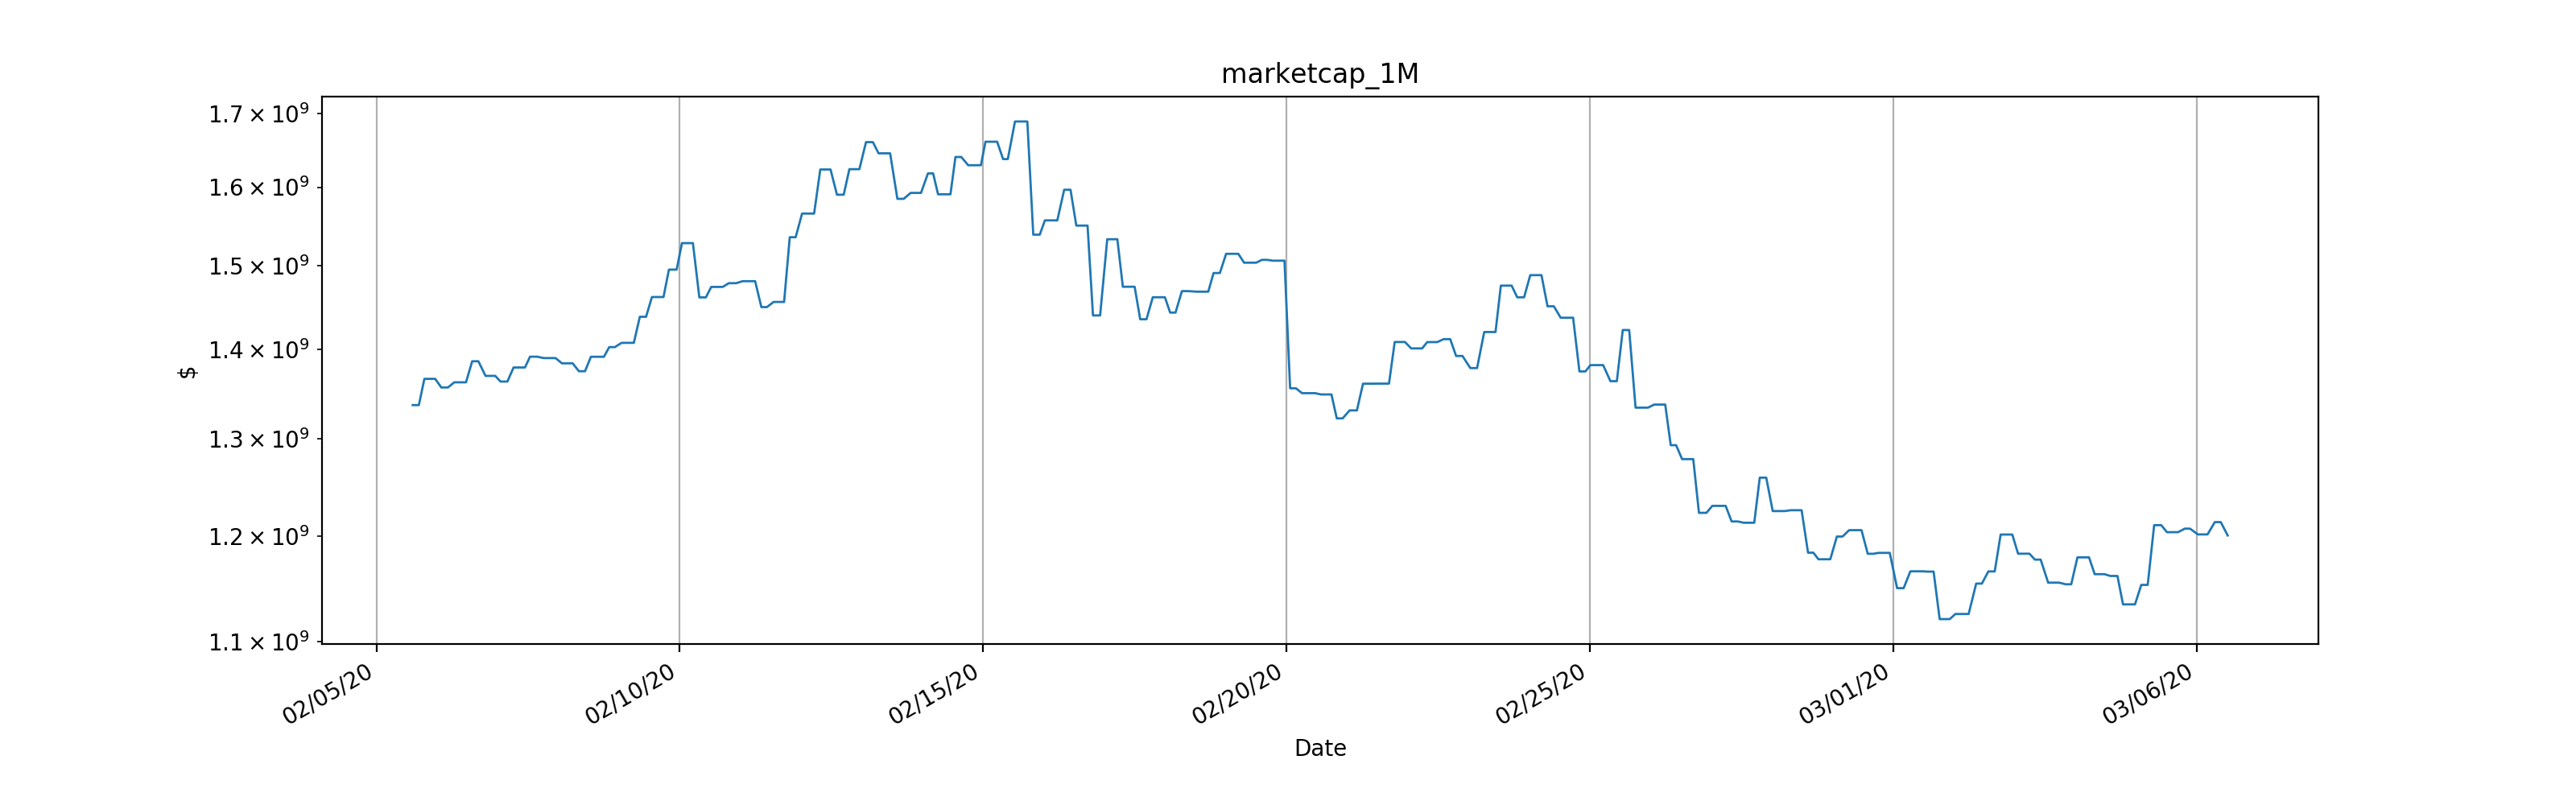 marketcap_1M
1.7 × 10⁹
1.6 × 10⁹
1.5 × 10⁹
1.4 × 10⁹
$
1.3 × 10⁹
1.2 × 10⁹
1.1 × 10⁹
02/05/20 02/10/20 02/15/20 02/20/20 02/25/20 03/01/20 03/06/20
Date